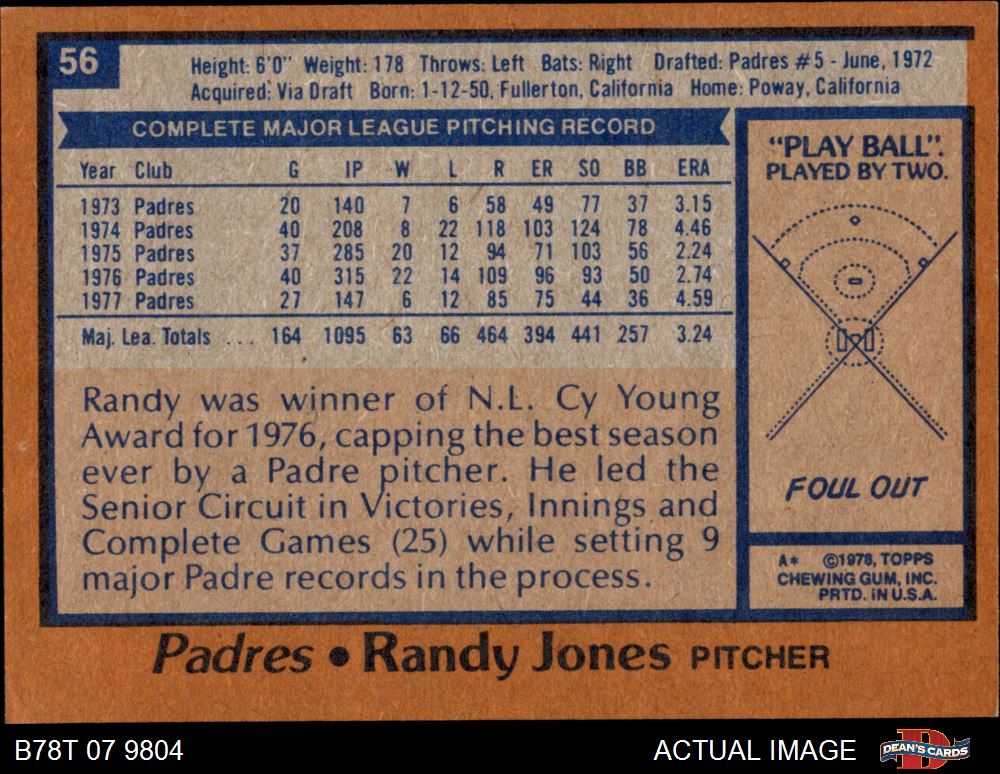 56
Height: 6'0" Weight: 178 Throws: Left Bats: Right Drafted: Padres #5 - June, 1972
Acquired: Via Draft Born: 1-12-50, Fullerton, California Home: Poway, California
COMPLETE MAJOR LEAGUE PITCHING RECORD
Year Club G IP W L R ER SO BB ERA
1973 Padres 20 140 7 6 58 49 77 37 3.15
1974 Padres 40 208 8 22 118 103 124 78 4.46
1975 Padres 37 285 20 12 94 71 103 56 2.24
1976 Padres 40 315 22 14 109 96 93 50 2.74
1977 Padres 27 147 6 12 85 75 44 36 4.59
Maj. Lea. Totals ... 164 1095 63 66 464 394 441 257 3.24
Randy was winner of N.L. Cy Young
Award for 1976, capping the best season
ever by a Padre pitcher. He led the
Senior Circuit in Victories, Innings and
Complete Games (25) while setting 9
major Padre records in the process.
"PLAY BALL".
PLAYED BY TWO.
FOUL OUT
A* ©1978, TOPPS
CHEWING GUM, INC.
PRTD. IN U.S.A.
Padres • Randy Jones PITCHER
B78T 07 9804
ACTUAL IMAGE
DEAN'S CARDS